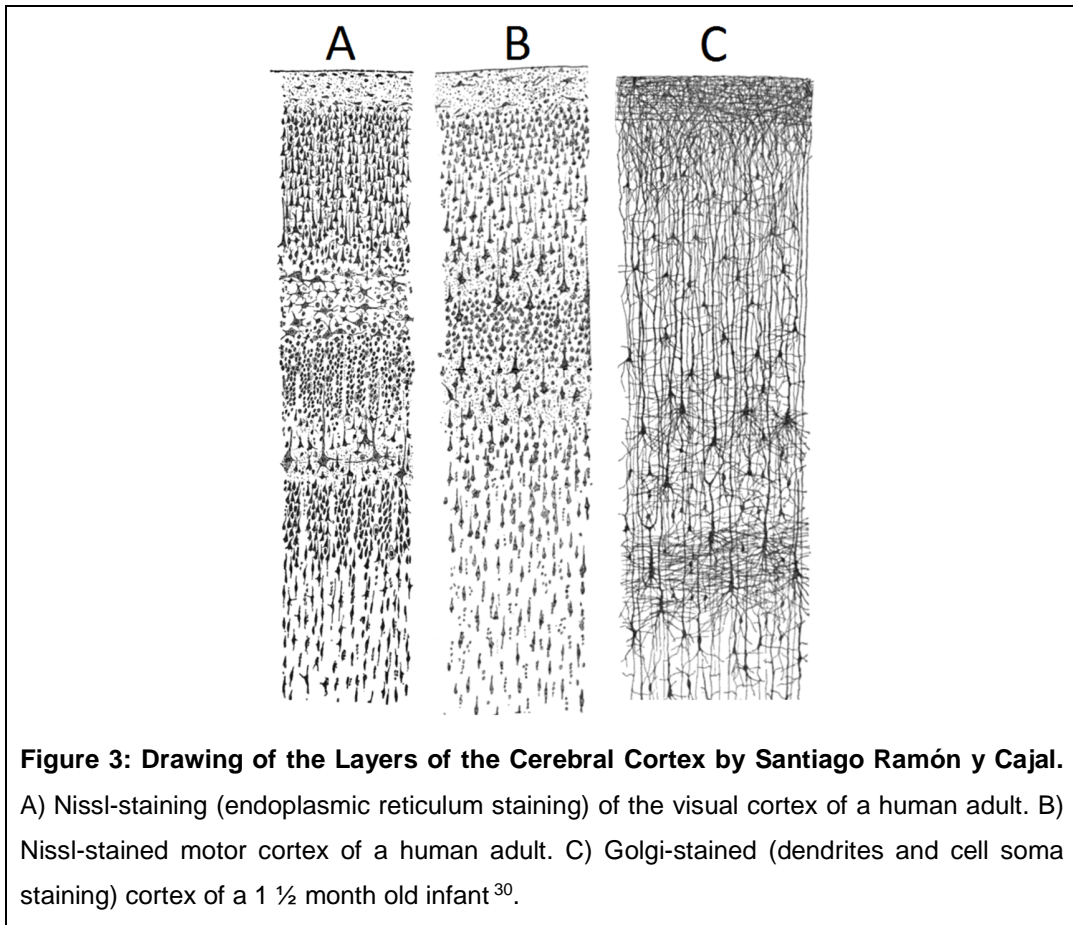 A B C
Figure 3: Drawing of the Layers of the Cerebral Cortex by Santiago Ramón y Cajal.
A) Nissl-staining (endoplasmic reticulum staining) of the visual cortex of a human adult. B)
Nissl-stained motor cortex of a human adult. C) Golgi-stained (dendrites and cell soma
staining) cortex of a 1 ½ month old infant 30.